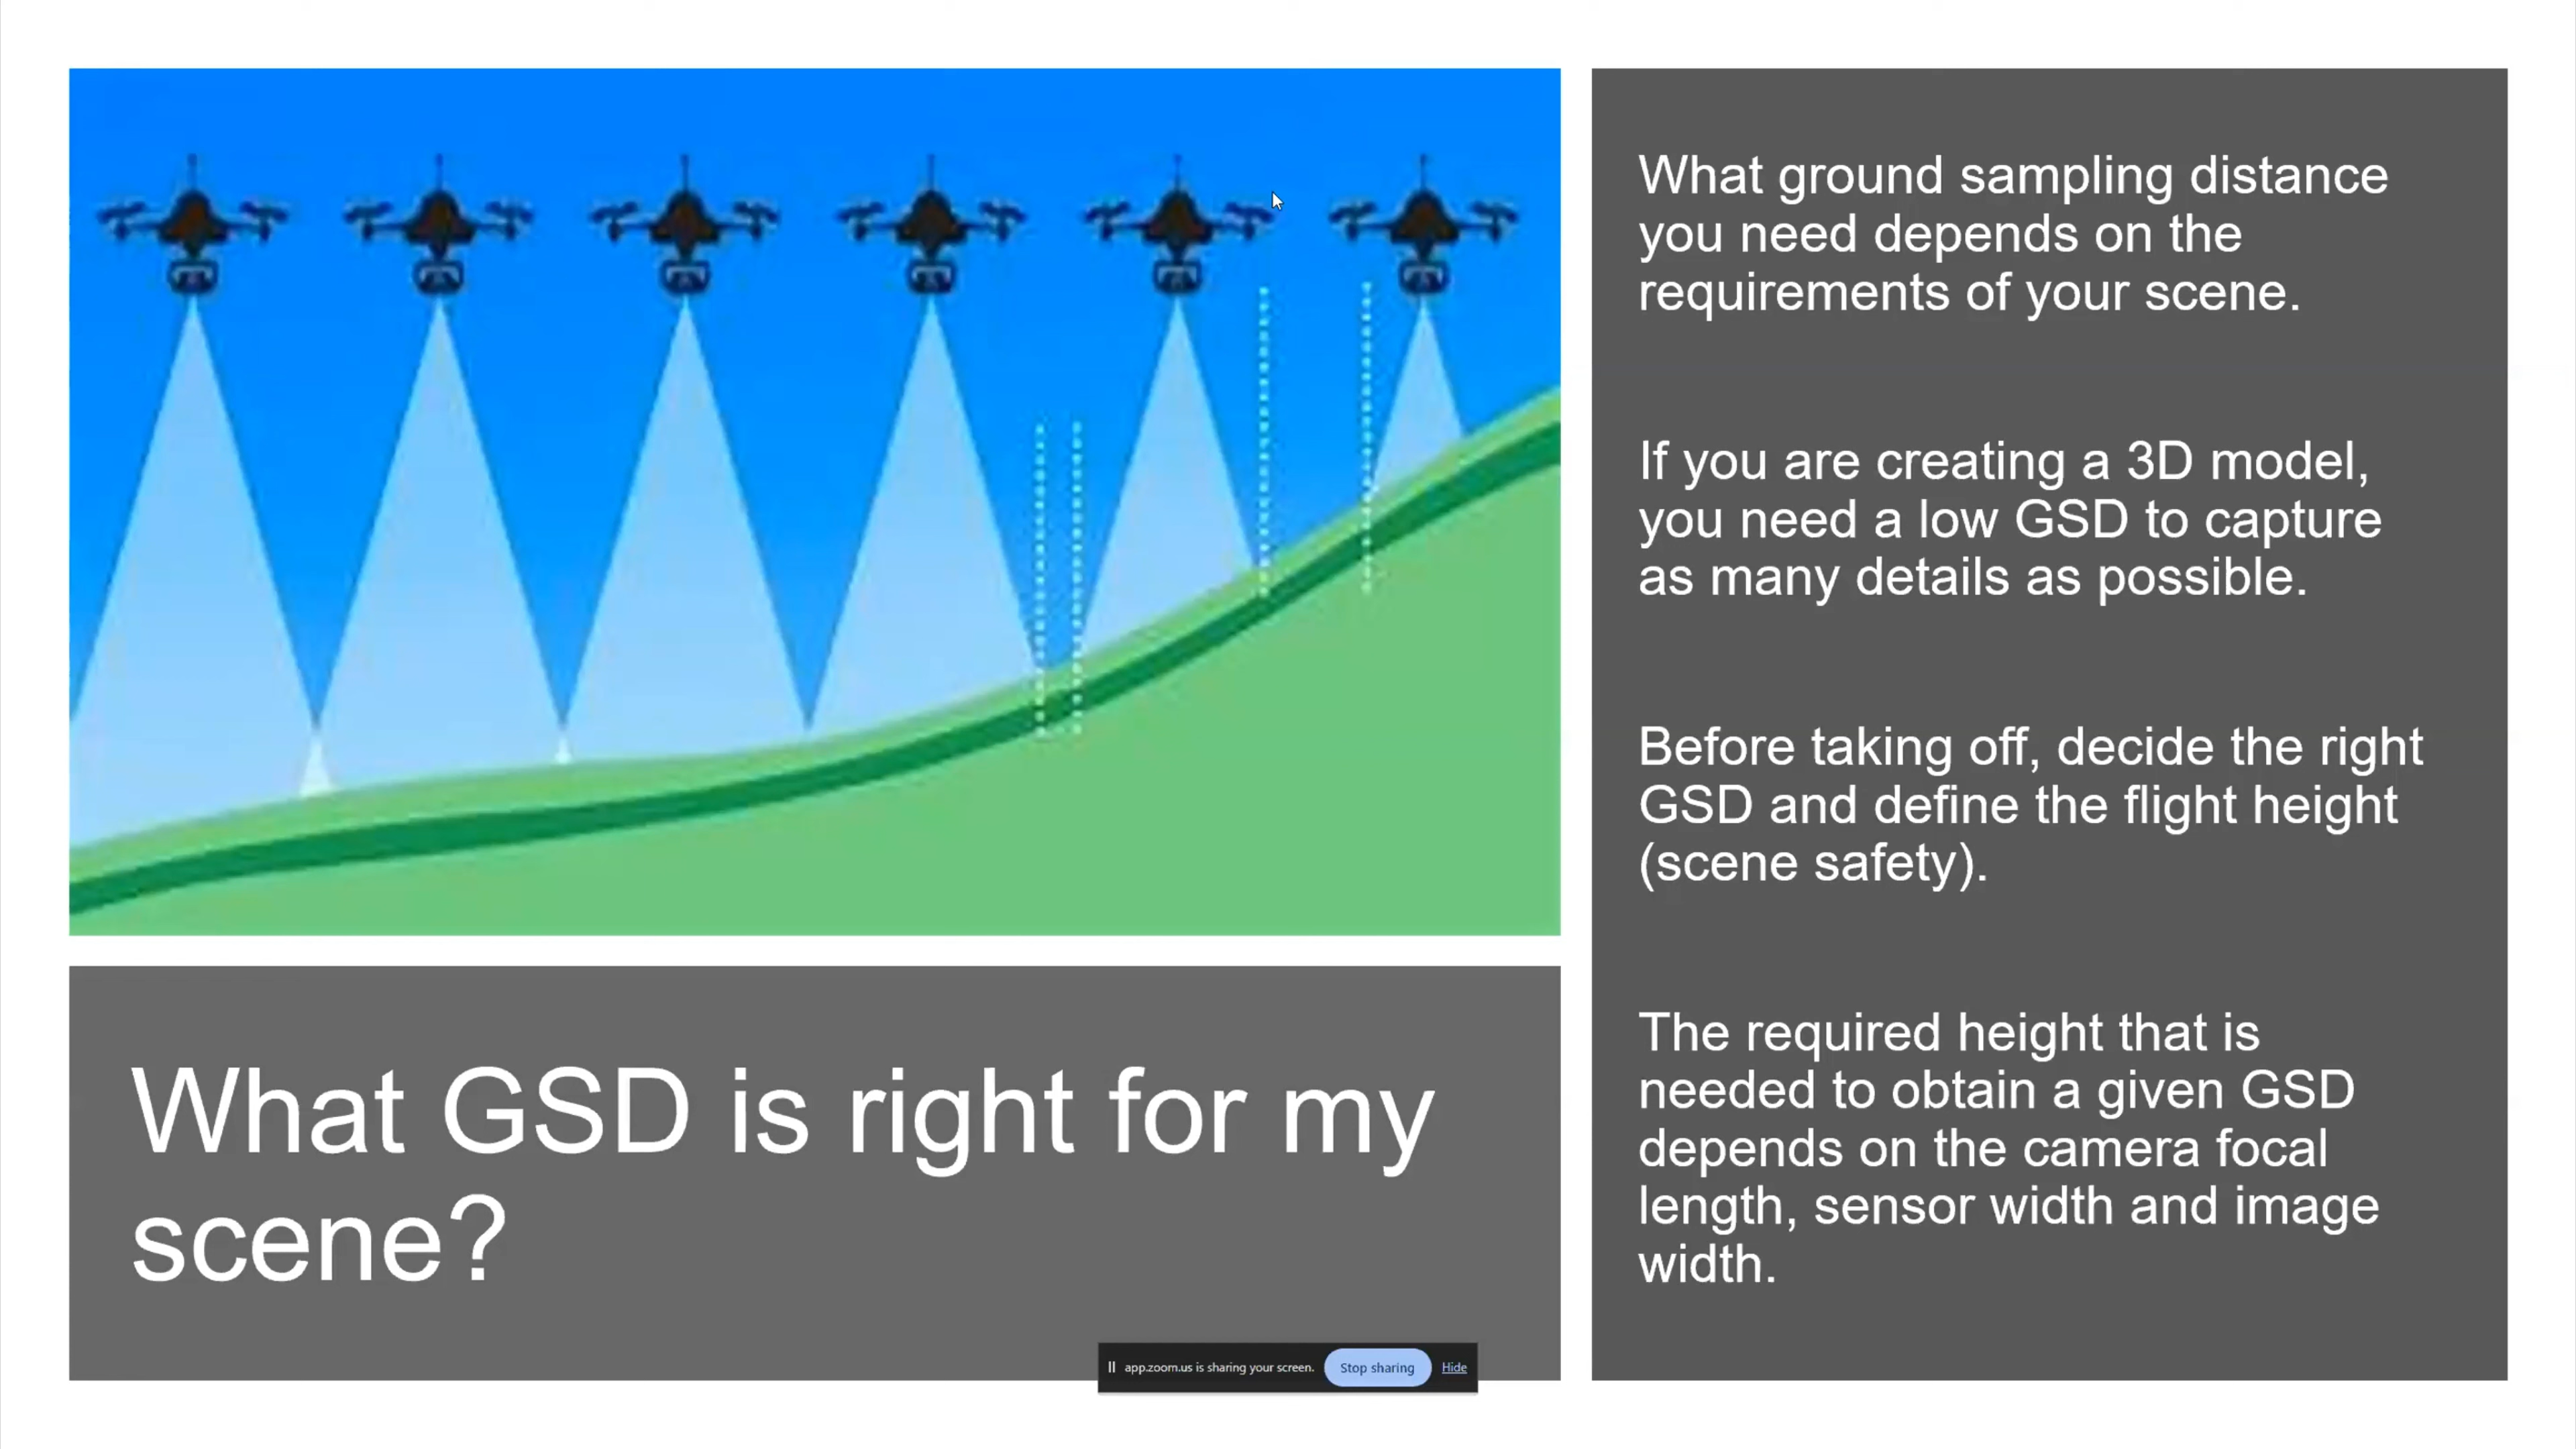 What ground sampling distance
you need depends on the
requirements of your scene.
If you are creating a 3D model,
you need a low GSD to capture
as many details as possible.
Before taking off, decide the right
GSD and define the flight height
(scene safety).
The required height that is
needed to obtain a given GSD
depends on the camera focal
length, sensor width and image
width.
What GSD is right for my
scene?
app.zoom.us is sharing your screen. Stop sharing Hide